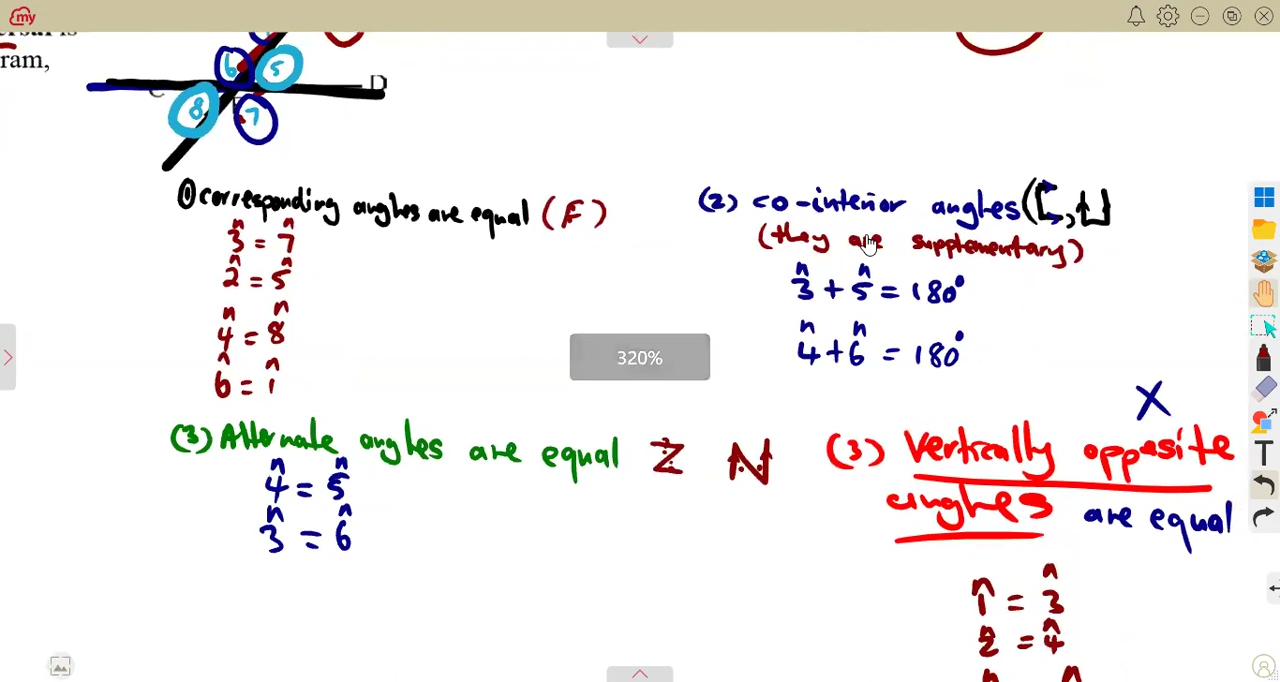 my
ram,
6
5
D
8
7
① corresponding angles are equal (F)
3̂ = 7̂
2̂ = 5̂
4̂ = 8̂
6̂ = 1̂
(2) co-interior angles (
(they are supplementary)
3̂ + 5̂ = 180°
4̂ + 6̂ = 180°
320%
(3) Alternate angles are equal Z N
4̂ = 5̂
3̂ = 6̂
X
(3) Vertically opposite
angles are equal
1̂ = 3̂
2̂ = 4̂
T